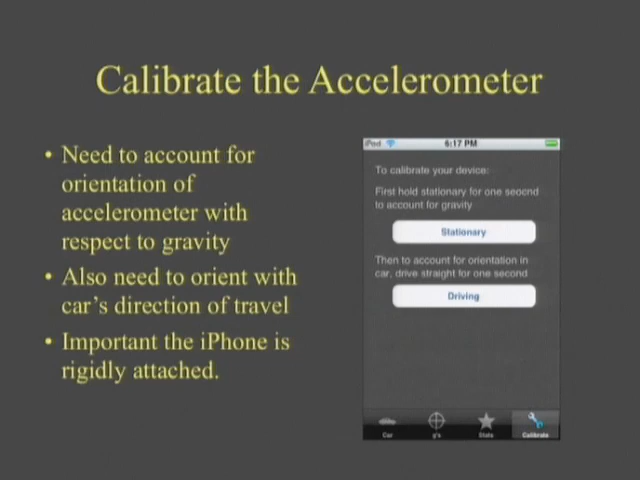 Calibrate the Accelerometer
• Need to account for
orientation of
accelerometer with
respect to gravity
• Also need to orient with
car's direction of travel
• Important the iPhone is
rigidly attached.
iPod 6:17 PM
To calibrate your device:
First hold stationary for one second
to account for gravity
Stationary
Then to account for orientation in
car, drive straight for one second
Driving
Car g's Stats Calibrate